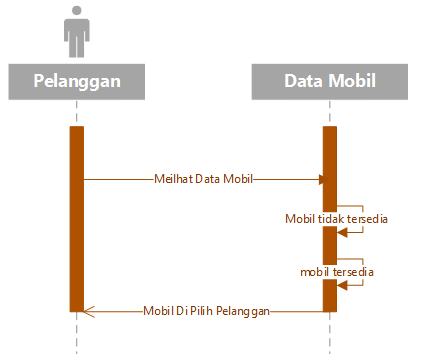 Pelanggan
Data Mobil
Meilhat Data Mobil
Mobil tidak tersedia
mobil tersedia
Mobil Di Pilih Pelanggan